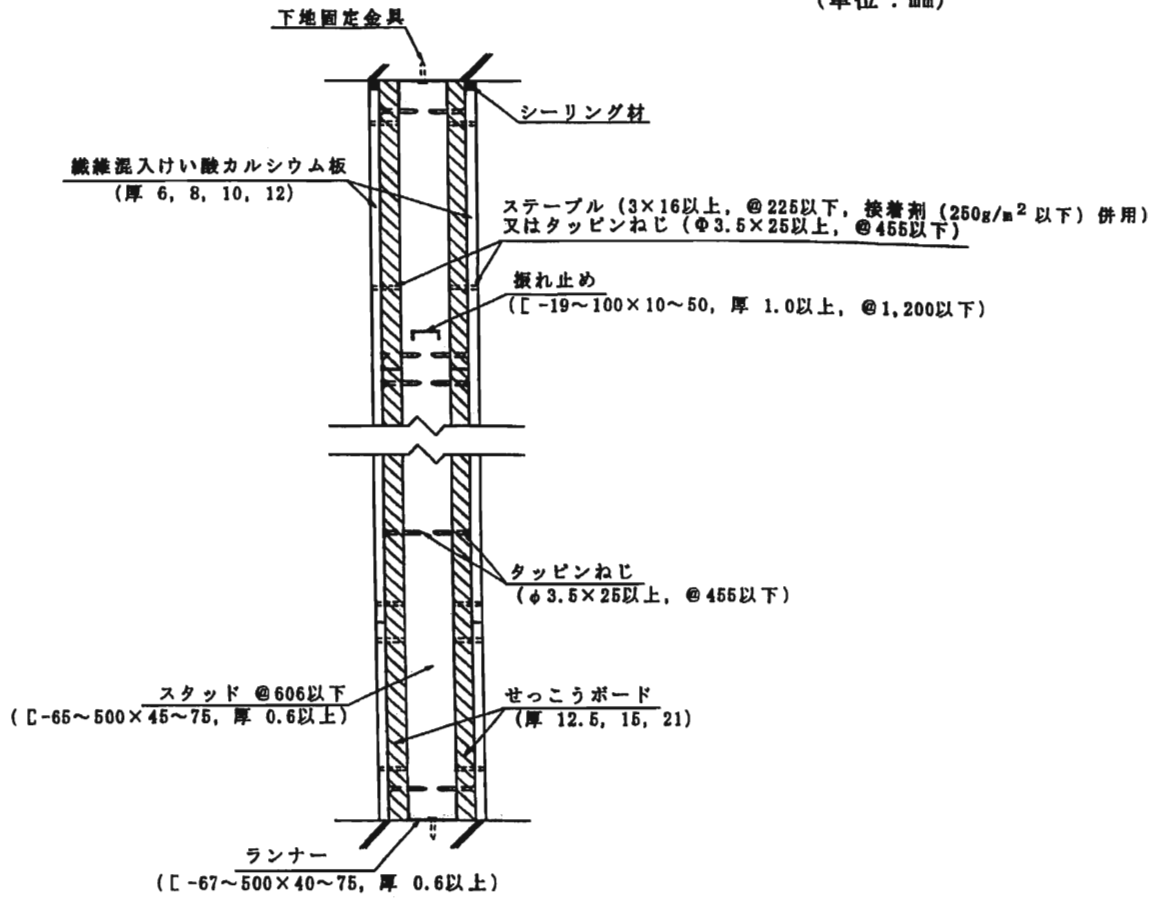 (単位：mm)
下地固定金具
シーリング材
繊維混入けい酸カルシウム板
(厚 6, 8, 10, 12)
ステープル (3×16以上, @225以下, 接着剤 (250g/m² 以下) 併用)
又はタッピンねじ (Φ3.5×25以上, @455以下)
振れ止め
([ -19～100×10～50, 厚 1.0以上, @1,200以下)
タッピンねじ
(φ3.5×25以上, @455以下)
スタッド @606以下
([-65～500×45～75, 厚 0.6以上)
せっこうボード
(厚 12.5, 15, 21)
ランナー
([ -67～500×40～75, 厚 0.6以上)